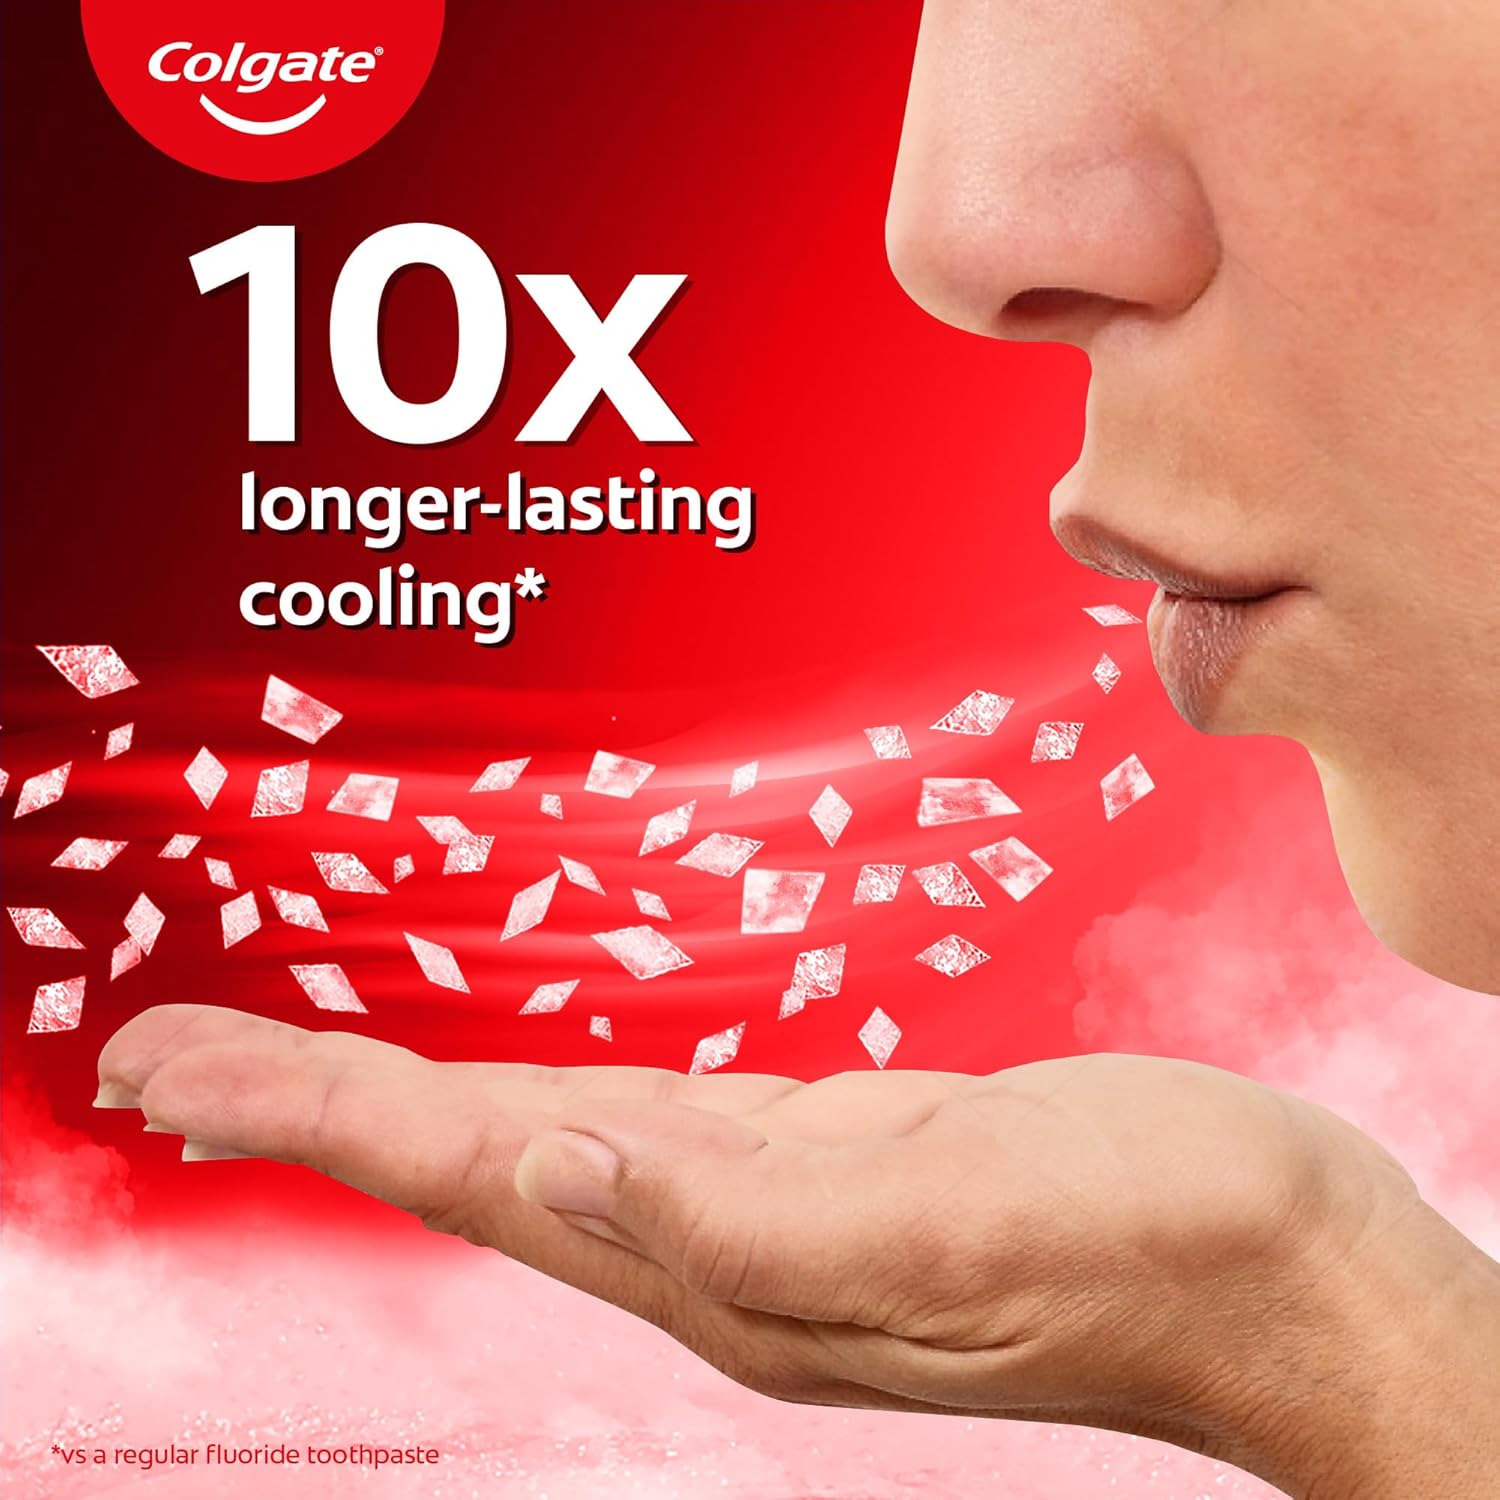 Colgate®
10x
longer-lasting
cooling*
*vs a regular fluoride toothpaste